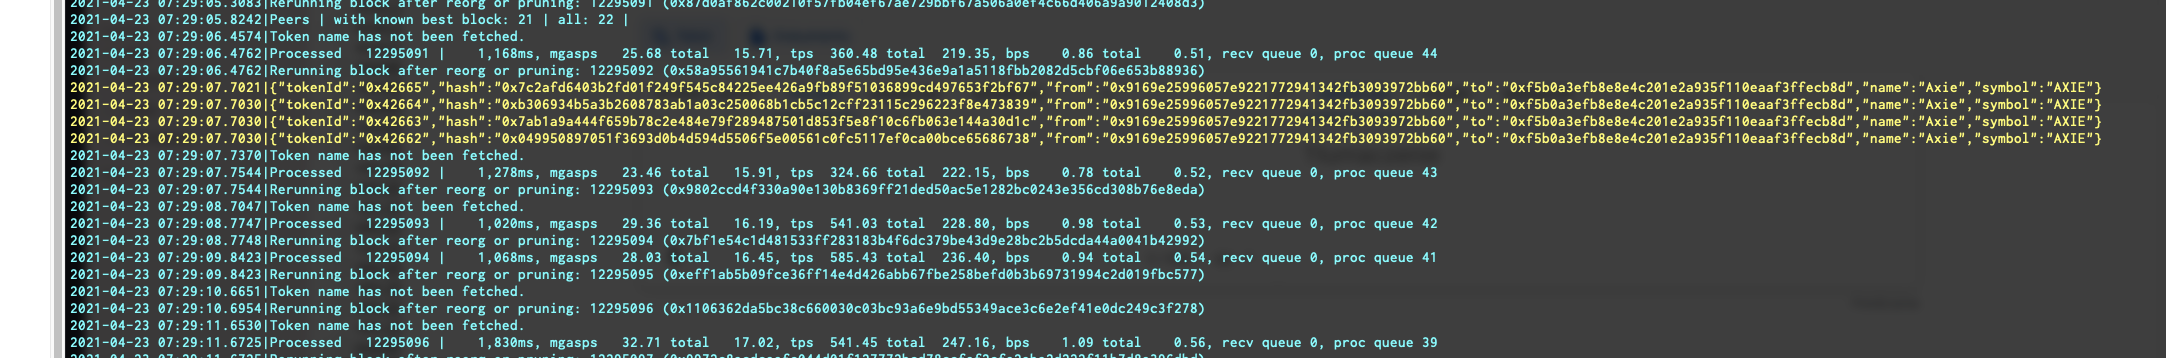 2021-04-23 07:29:05.3083|Rerunning block after reorg or pruning: 12295091 (0x87d0af862c00210f57fb04ef67ae729bbf67a506a0ef4c66d406a9a9012408d3)
2021-04-23 07:29:05.8242|Peers | with known best block: 21 | all: 22 |
2021-04-23 07:29:06.4574|Token name has not been fetched.
2021-04-23 07:29:06.4762|Processed   12295091 |    1,168ms, mgasps   25.68 total   15.71, tps  360.48 total  219.35, bps    0.86 total    0.51, recv queue 0, proc queue 44
2021-04-23 07:29:06.4762|Rerunning block after reorg or pruning: 12295092 (0x58a95561941c7b40f8a5e65bd95e436e9a1a5118fbb2082d5cbf06e653b88936)
2021-04-23 07:29:07.7021|{"tokenId":"0x42665","hash":"0x7c2afd6403b2fd01f249f545c84225ee426a9fb89f51036899cd497653f2bf67","from":"0x9169e25996057e9221772941342fb3093972bb60","to":"0xf5b0a3efb8e8e4c201e2a935f110eaaf3ffecb8d","name":"Axie","symbol":"AXIE"}
2021-04-23 07:29:07.7030|{"tokenId":"0x42664","hash":"0xb306934b5a3b2608783ab1a03c250068b1cb5c12cff23115c296223f8e473839","from":"0x9169e25996057e9221772941342fb3093972bb60","to":"0xf5b0a3efb8e8e4c201e2a935f110eaaf3ffecb8d","name":"Axie","symbol":"AXIE"}
2021-04-23 07:29:07.7030|{"tokenId":"0x42663","hash":"0x7ab1a9a444f659b78c2e484e79f289487501d853f5e8f10c6fb063e144a30d1c","from":"0x9169e25996057e9221772941342fb3093972bb60","to":"0xf5b0a3efb8e8e4c201e2a935f110eaaf3ffecb8d","name":"Axie","symbol":"AXIE"}
2021-04-23 07:29:07.7030|{"tokenId":"0x42662","hash":"0x049950897051f3693d0b4d594d5506f5e00561c0fc5117ef0ca00bce65686738","from":"0x9169e25996057e9221772941342fb3093972bb60","to":"0xf5b0a3efb8e8e4c201e2a935f110eaaf3ffecb8d","name":"Axie","symbol":"AXIE"}
2021-04-23 07:29:07.7370|Token name has not been fetched.
2021-04-23 07:29:07.7544|Processed   12295092 |    1,278ms, mgasps   23.46 total   15.91, tps  324.66 total  222.15, bps    0.78 total    0.52, recv queue 0, proc queue 43
2021-04-23 07:29:07.7544|Rerunning block after reorg or pruning: 12295093 (0x9802ccd4f330a90e130b8369ff21ded50ac5e1282bc0243e356cd308b76e8eda)
2021-04-23 07:29:08.7047|Token name has not been fetched.
2021-04-23 07:29:08.7747|Processed   12295093 |    1,020ms, mgasps   29.36 total   16.19, tps  541.03 total  228.80, bps    0.98 total    0.53, recv queue 0, proc queue 42
2021-04-23 07:29:08.7748|Rerunning block after reorg or pruning: 12295094 (0x7bf1e54c1d481533ff283183b4f6dc379be43d9e28bc2b5dcda44a0041b42992)
2021-04-23 07:29:09.8423|Processed   12295094 |    1,068ms, mgasps   28.03 total   16.45, tps  585.43 total  236.40, bps    0.94 total    0.54, recv queue 0, proc queue 41
2021-04-23 07:29:09.8423|Rerunning block after reorg or pruning: 12295095 (0xeff1ab5b09fce36ff14e4d426abb67fbe258befd0b3b69731994c2d019fbc577)
2021-04-23 07:29:10.6651|Token name has not been fetched.
2021-04-23 07:29:10.6954|Rerunning block after reorg or pruning: 12295096 (0x1106362da5bc38c660030c03bc93a6e9bd55349ace3c6e2ef41e0dc249c3f278)
2021-04-23 07:29:11.6530|Token name has not been fetched.
2021-04-23 07:29:11.6725|Processed   12295096 |    1,830ms, mgasps   32.71 total   17.02, tps  541.45 total  247.16, bps    1.09 total    0.56, recv queue 0, proc queue 39
2021-04-23 07:29:11.6725|Rerunning block after reorg or pruning: 12295097